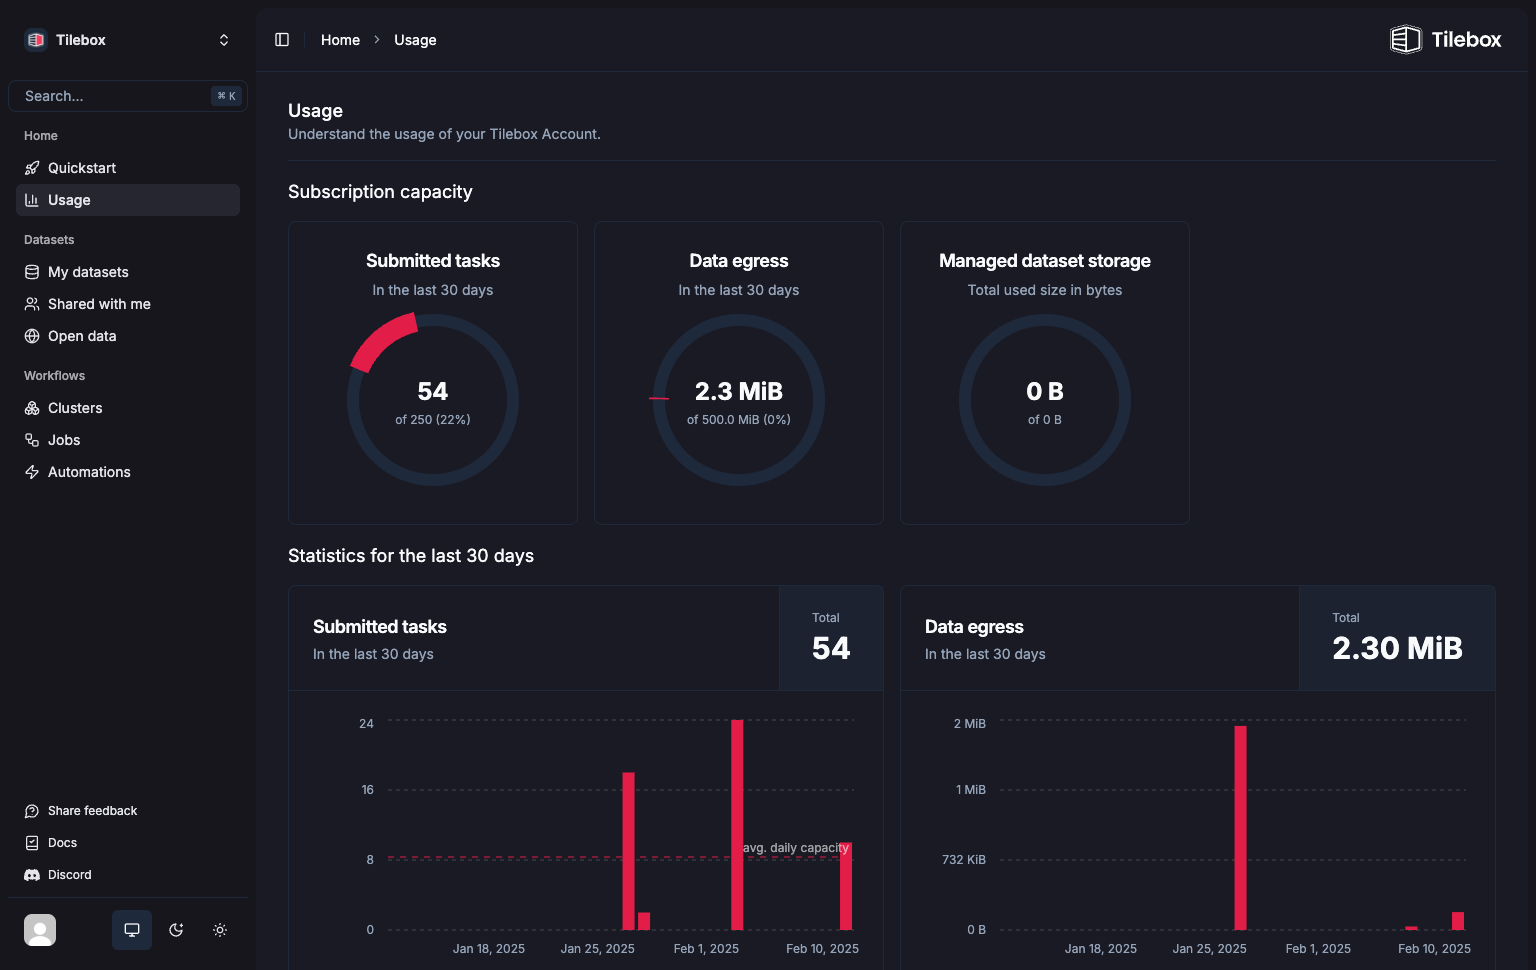 Tilebox
Search...
⌘ K
Home
Quickstart
Usage
Datasets
My datasets
Shared with me
Open data
Workflows
Clusters
Jobs
Automations
Share feedback
Docs
Discord
Home
Usage
Tilebox
Usage
Understand the usage of your Tilebox Account.
Subscription capacity
Submitted tasks
In the last 30 days
54
of 250 (22%)
Data egress
In the last 30 days
2.3 MiB
of 500.0 MiB (0%)
Managed dataset storage
Total used size in bytes
0 B
of 0 B
Statistics for the last 30 days
Submitted tasks
In the last 30 days
Total
54
24
16
8
0
avg. daily capacity
Jan 18, 2025
Jan 25, 2025
Feb 1, 2025
Feb 10, 2025
Data egress
In the last 30 days
Total
2.30 MiB
2 MiB
1 MiB
732 KiB
0 B
Jan 18, 2025
Jan 25, 2025
Feb 1, 2025
Feb 10, 2025